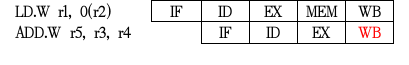 LD.W r1, 0(r2) IF ID EX MEM WB
ADD.W r5, r3, r4 IF ID EX WB